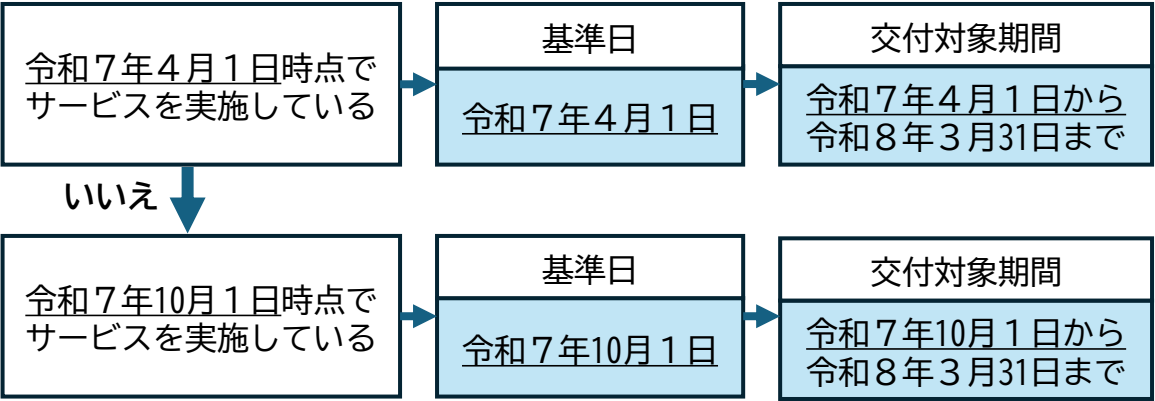 令和７年４月１日時点で
サービスを実施している
基準日
令和７年４月１日
交付対象期間
令和７年４月１日から
令和８年３月31日まで
いいえ
令和７年10月１日時点で
サービスを実施している
基準日
令和７年10月１日
交付対象期間
令和７年10月１日から
令和８年３月31日まで